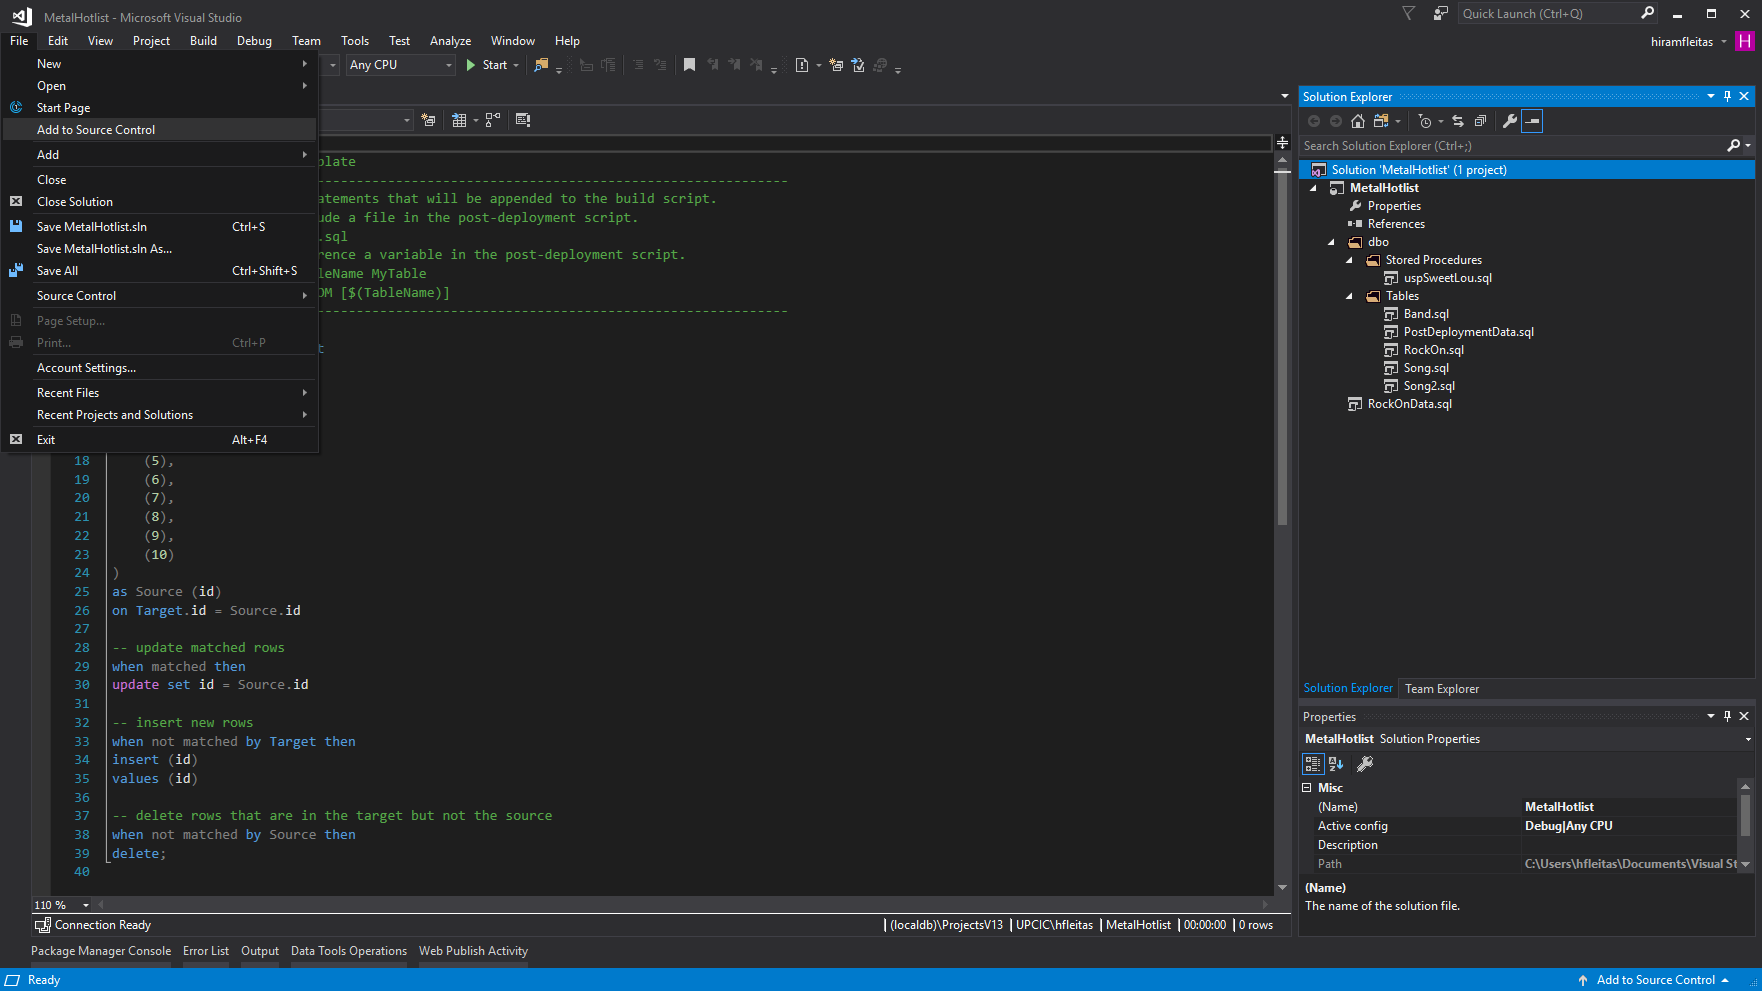 MetalHotlist - Microsoft Visual Studio
Quick Launch (Ctrl+Q)
File Edit View Project Build Debug Team Tools Test Analyze Window Help
hiramfleitas H
Any CPU Start
New
Open
Start Page
Add to Source Control
Add
Close
Close Solution
Save MetalHotlist.sln Ctrl+S
Save MetalHotlist.sln As...
Save All Ctrl+Shift+S
Source Control
Page Setup...
Print... Ctrl+P
Account Settings...
Recent Files
Recent Projects and Solutions
Exit Alt+F4
plate
------------------------------------------------------------
atements that will be appended to the build script.
ude a file in the post-deployment script.
.sql
rence a variable in the post-deployment script.
leName MyTable
OM [$(TableName)]
------------------------------------------------------------
t
18 (5),
19 (6),
20 (7),
21 (8),
22 (9),
23 (10)
24 )
25 as Source (id)
26 on Target.id = Source.id
27
28 -- update matched rows
29 when matched then
30 update set id = Source.id
31
32 -- insert new rows
33 when not matched by Target then
34 insert (id)
35 values (id)
36
37 -- delete rows that are in the target but not the source
38 when not matched by Source then
39 delete;
40
110 %
Connection Ready
(localdb)\ProjectsV13 UPCIC\hfleitas MetalHotlist 00:00:00 0 rows
Package Manager Console Error List Output Data Tools Operations Web Publish Activity
Solution Explorer
Search Solution Explorer (Ctrl+;)
Solution 'MetalHotlist' (1 project)
MetalHotlist
Properties
References
dbo
Stored Procedures
uspSweetLou.sql
Tables
Band.sql
PostDeploymentData.sql
RockOn.sql
Song.sql
Song2.sql
RockOnData.sql
Solution Explorer Team Explorer
Properties
MetalHotlist Solution Properties
Misc
(Name) MetalHotlist
Active config Debug|Any CPU
Description
Path C:\Users\hfleitas\Documents\Visual St
(Name)
The name of the solution file.
Ready
Add to Source Control